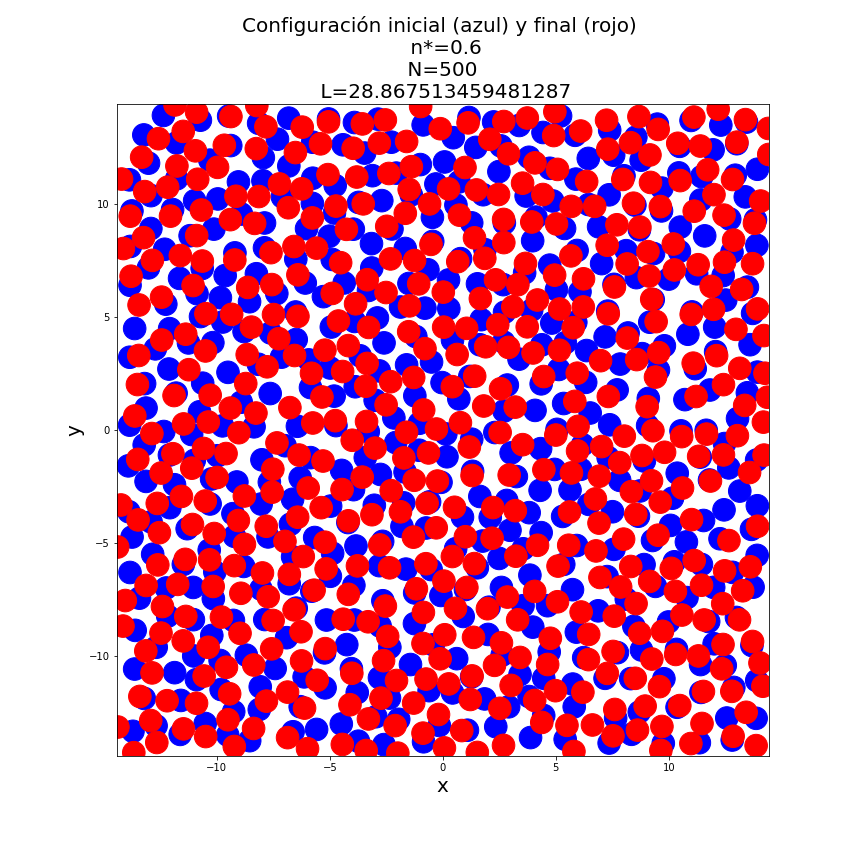 Configuración inicial (azul) y final (rojo)
n*=0.6
N=500
L=28.867513459481287
10
5
0
−5
−10
y
−10
−5
0
5
10
x